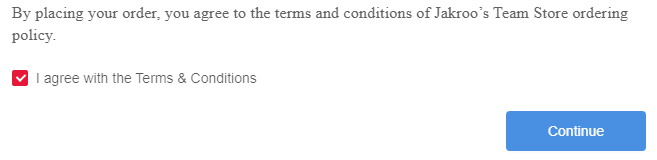 By placing your order, you agree to the terms and conditions of Jakroo’s Team Store ordering
policy.
I agree with the Terms & Conditions
Continue